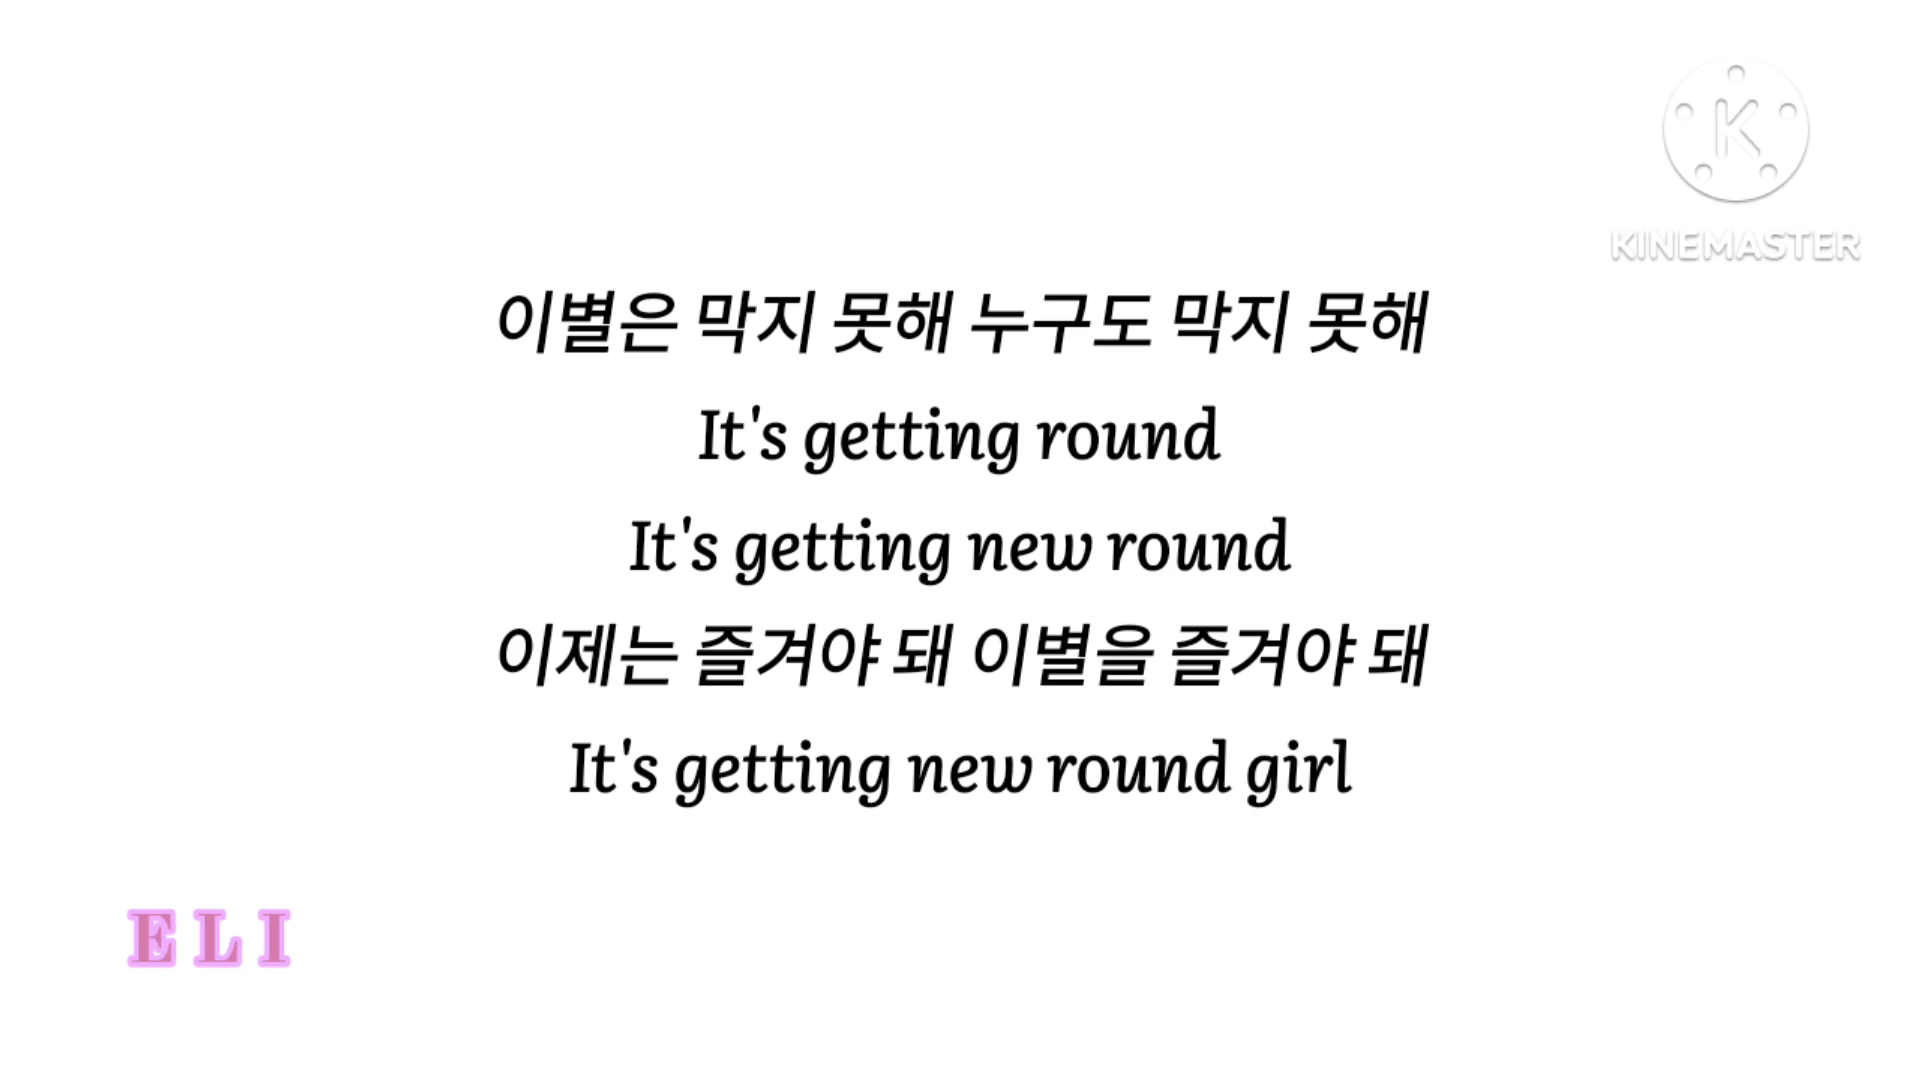 K
KINEMASTER
이별은 막지 못해 누구도 막지 못해
It's getting round
It's getting new round
이제는 즐겨야 돼 이별을 즐겨야 돼
It's getting new round girl
ELI